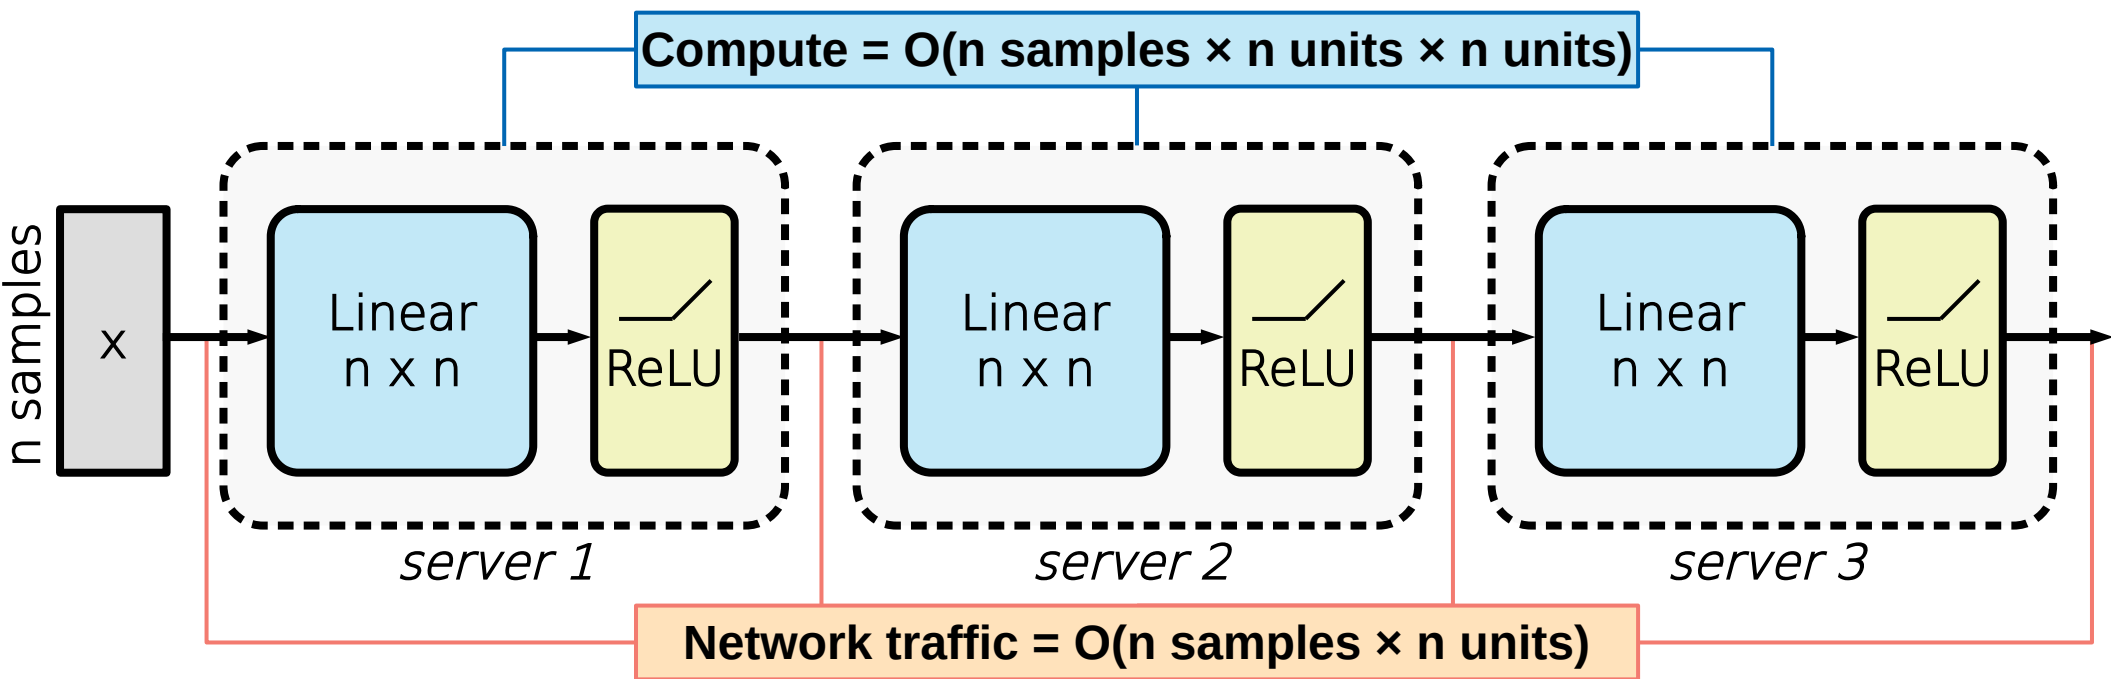 Compute = O(n samples × n units × n units)
n samples
x
Linear
n x n
ReLU
Linear
n x n
ReLU
Linear
n x n
ReLU
server 1
server 2
server 3
Network traffic = O(n samples × n units)